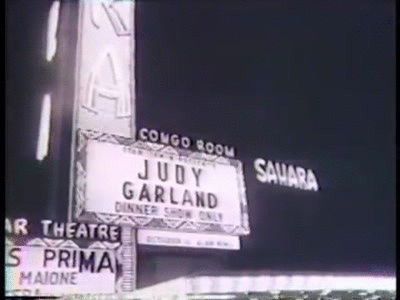 RA
CONGO ROOM
SAHARA
JUDY
GARLAND
DINNER SHOW ONLY
AR THEATRE
S PRIMA
MAIONE